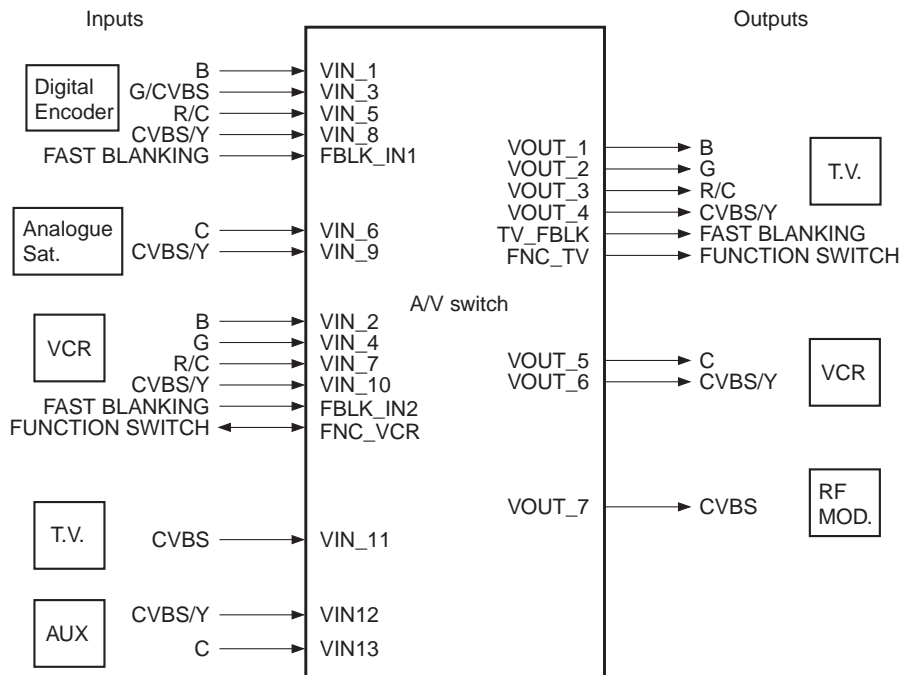 Inputs
Outputs
Digital
Encoder
B
VIN_1
G/CVBS
VIN_3
R/C
VIN_5
CVBS/Y
VIN_8
FAST BLANKING
FBLK_IN1
VOUT_1
B
VOUT_2
G
VOUT_3
R/C
VOUT_4
CVBS/Y
TV_FBLK
FAST BLANKING
FNC_TV
FUNCTION SWITCH
T.V.
Analogue
Sat.
C
VIN_6
CVBS/Y
VIN_9
A/V switch
VCR
B
VIN_2
G
VIN_4
R/C
VIN_7
CVBS/Y
VIN_10
FAST BLANKING
FBLK_IN2
FUNCTION SWITCH
FNC_VCR
VOUT_5
C
VOUT_6
CVBS/Y
VCR
VOUT_7
CVBS
RF
MOD.
T.V.
CVBS
VIN_11
AUX
CVBS/Y
VIN12
C
VIN13